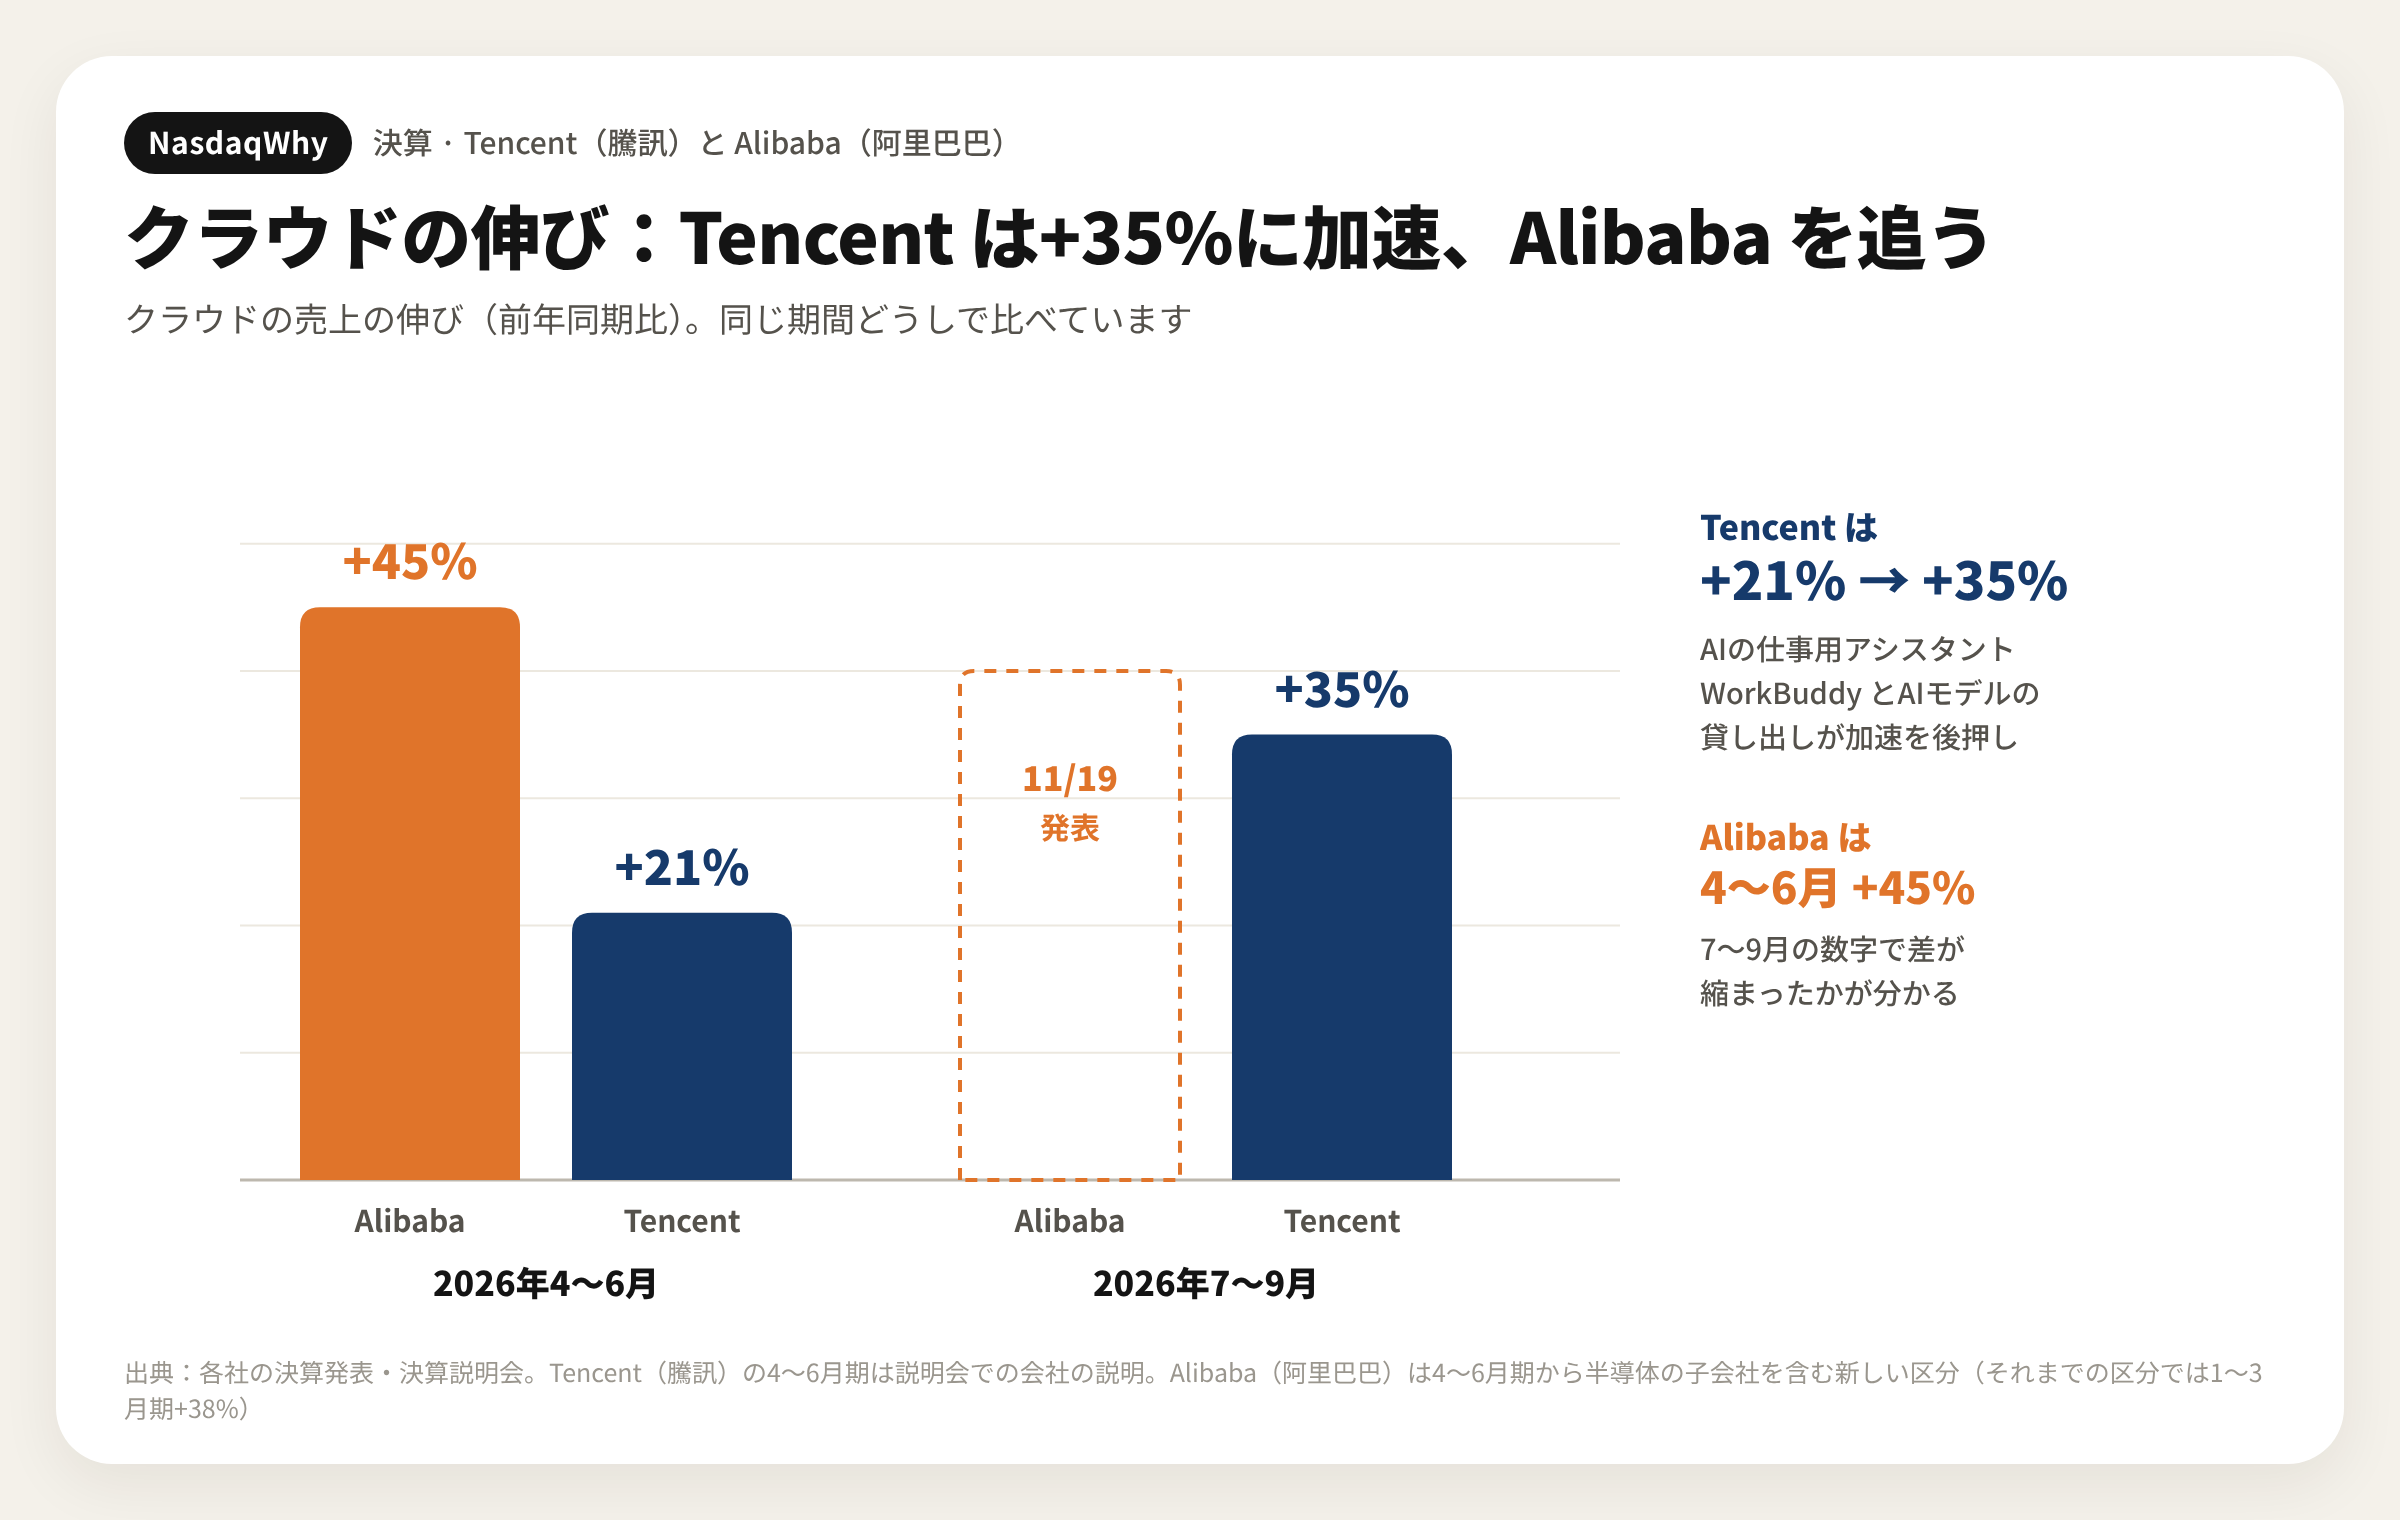 NasdaqWhy 決算・Tencent（騰訊）と Alibaba（阿里巴巴）
クラウドの伸び：Tencent は+35%に加速、Alibaba を追う
クラウドの売上の伸び（前年同期比）。同じ期間どうしで比べています
+45%
+21%
11/19
発表
+35%
Alibaba
Tencent
Alibaba
Tencent
2026年4〜6月
2026年7〜9月
Tencent は
+21% → +35%
AIの仕事用アシスタント
WorkBuddy とAIモデルの
貸し出しが加速を後押し
Alibaba は
4〜6月 +45%
7〜9月の数字で差が
縮まったかが分かる
出典：各社の決算発表・決算説明会。Tencent（騰訊）の4〜6月期は説明会での会社の説明。Alibaba（阿里巴巴）は4〜6月期から半導体の子会社を含む新しい区分（それまでの区分では1〜3
月期+38%）